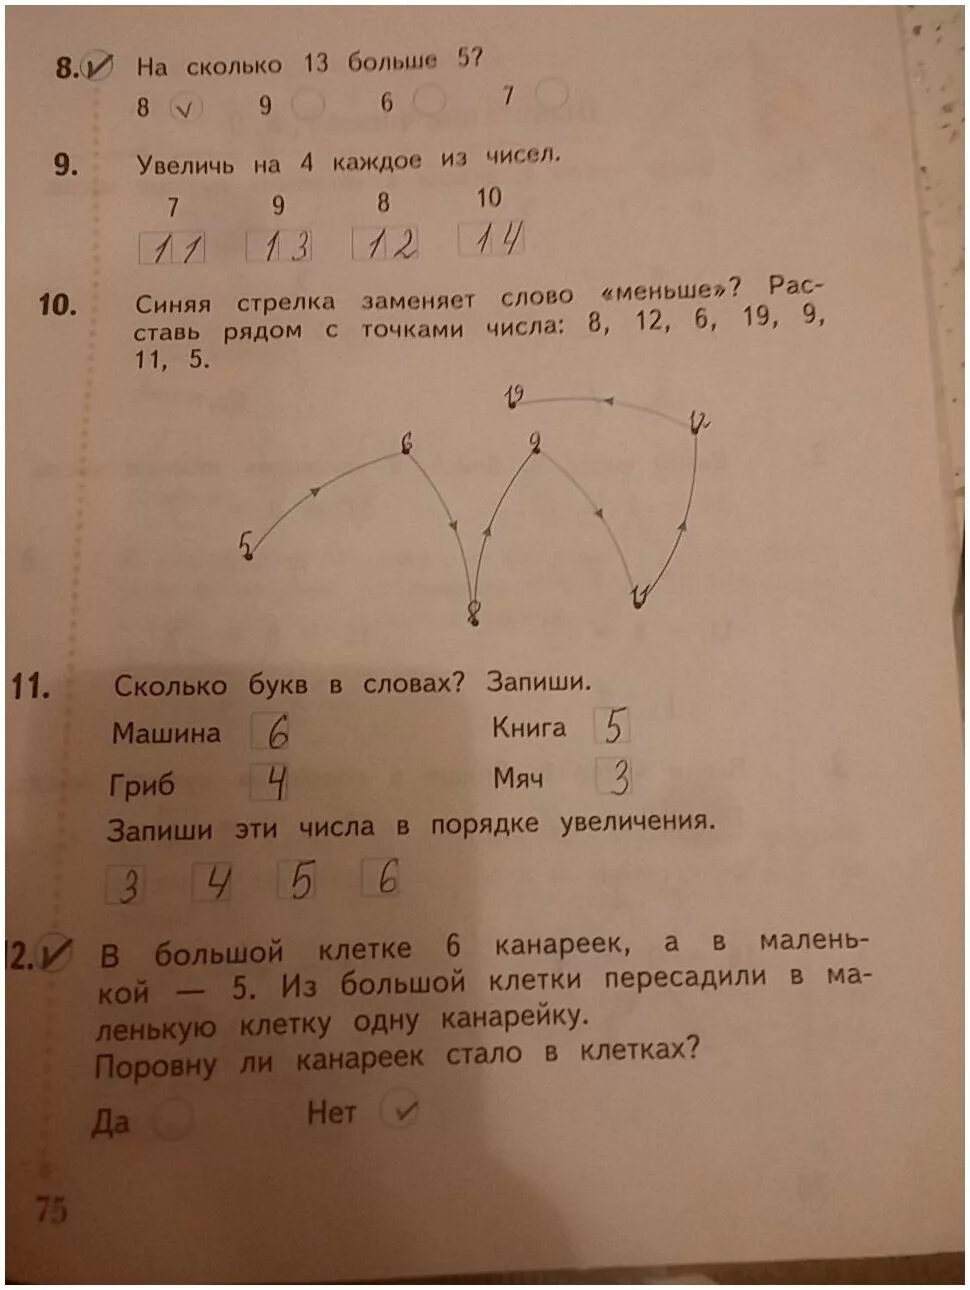 8. На сколько 13 больше 5?
8 ✓ 9 6 7
9. Увеличь на 4 каждое из чисел.
7 9 8 10
11 13 12 14
10. Синяя стрелка заменяет слово «меньше»? Рас-
ставь рядом с точками числа: 8, 12, 6, 19, 9,
11, 5.
19
12
6 9
5
11
8
11. Сколько букв в словах? Запиши.
Машина 6 Книга 5
Гриб 4 Мяч 3
Запиши эти числа в порядке увеличения.
3 4 5 6
12. В большой клетке 6 канареек, а в малень-
кой — 5. Из большой клетки пересадили в ма-
ленькую клетку одну канарейку.
Поровну ли канареек стало в клетках?
Да Нет ✓
75